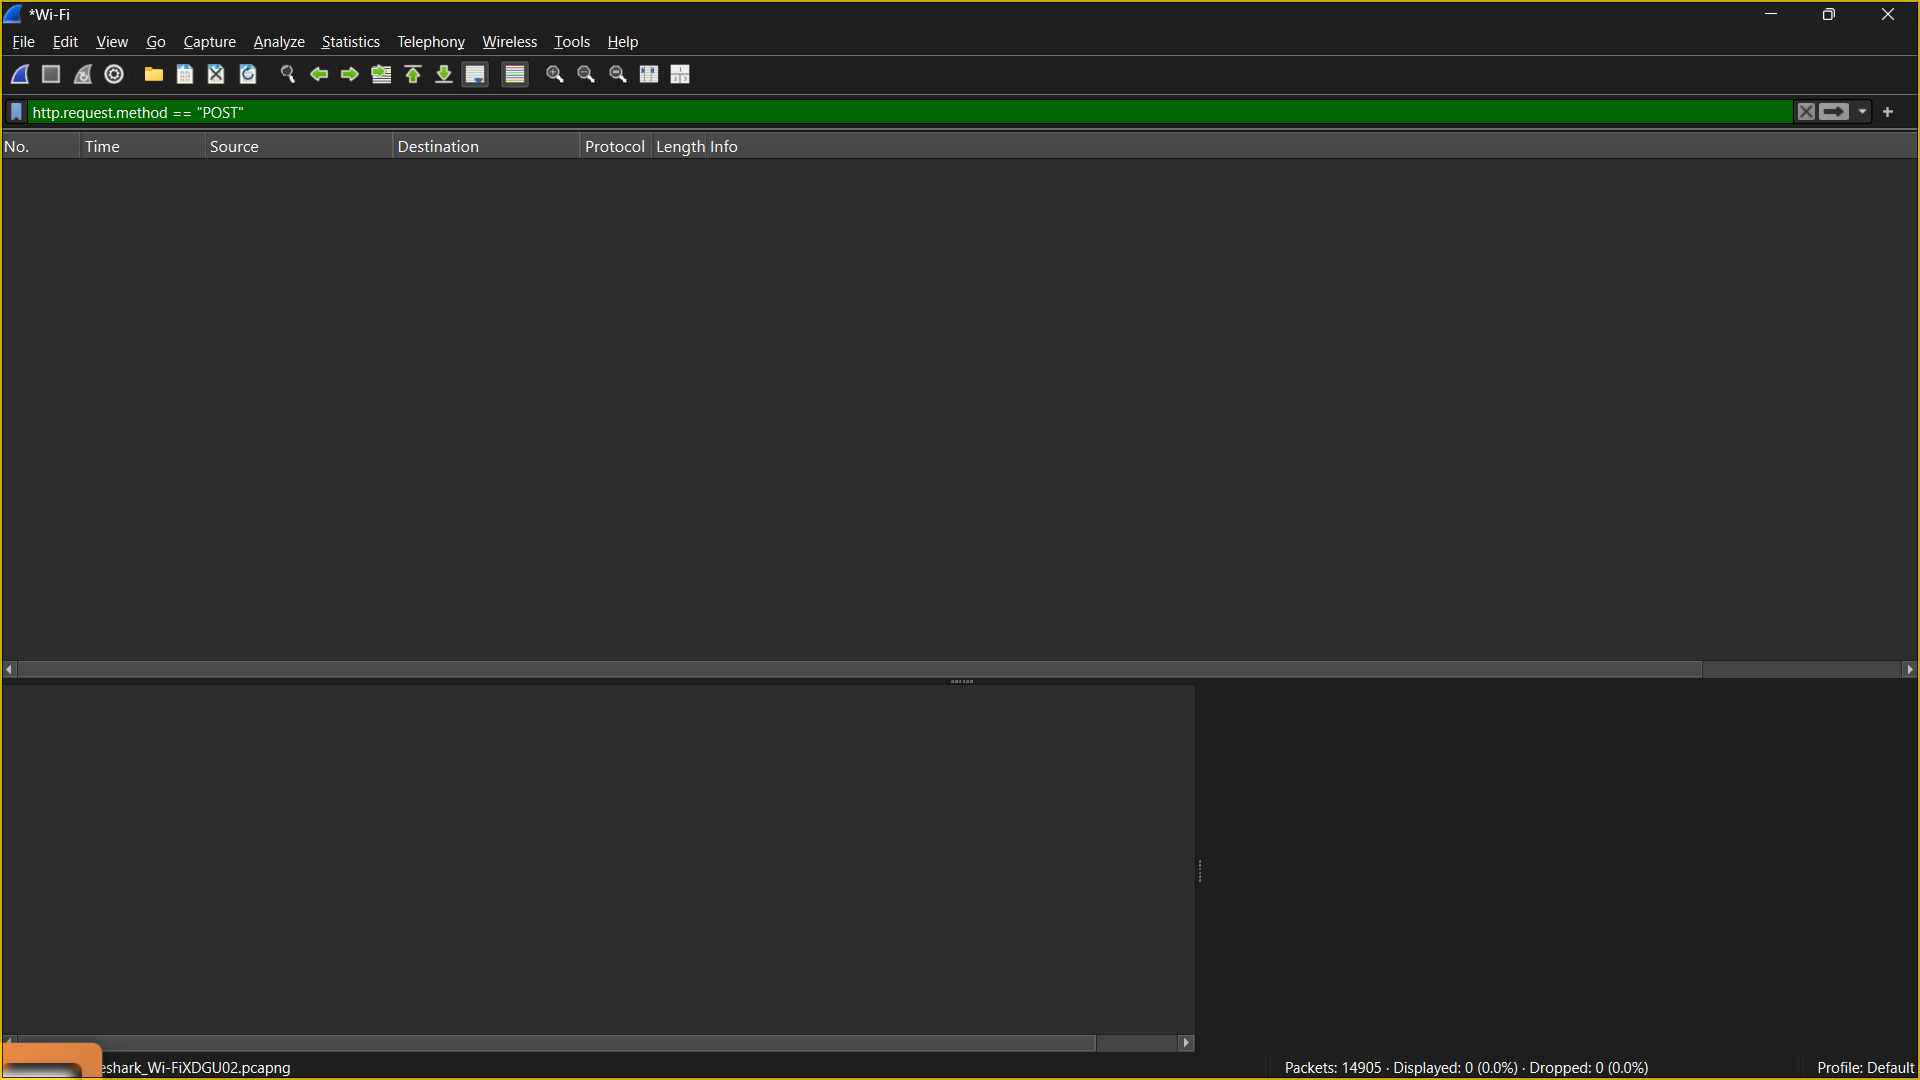 *Wi-Fi
File Edit View Go Capture Analyze Statistics Telephony Wireless Tools Help
http.request.method == "POST"
No. Time Source Destination Protocol Length Info
eshark_Wi-FiXDGU02.pcapng Packets: 14905 · Displayed: 0 (0.0%) · Dropped: 0 (0.0%) Profile: Default